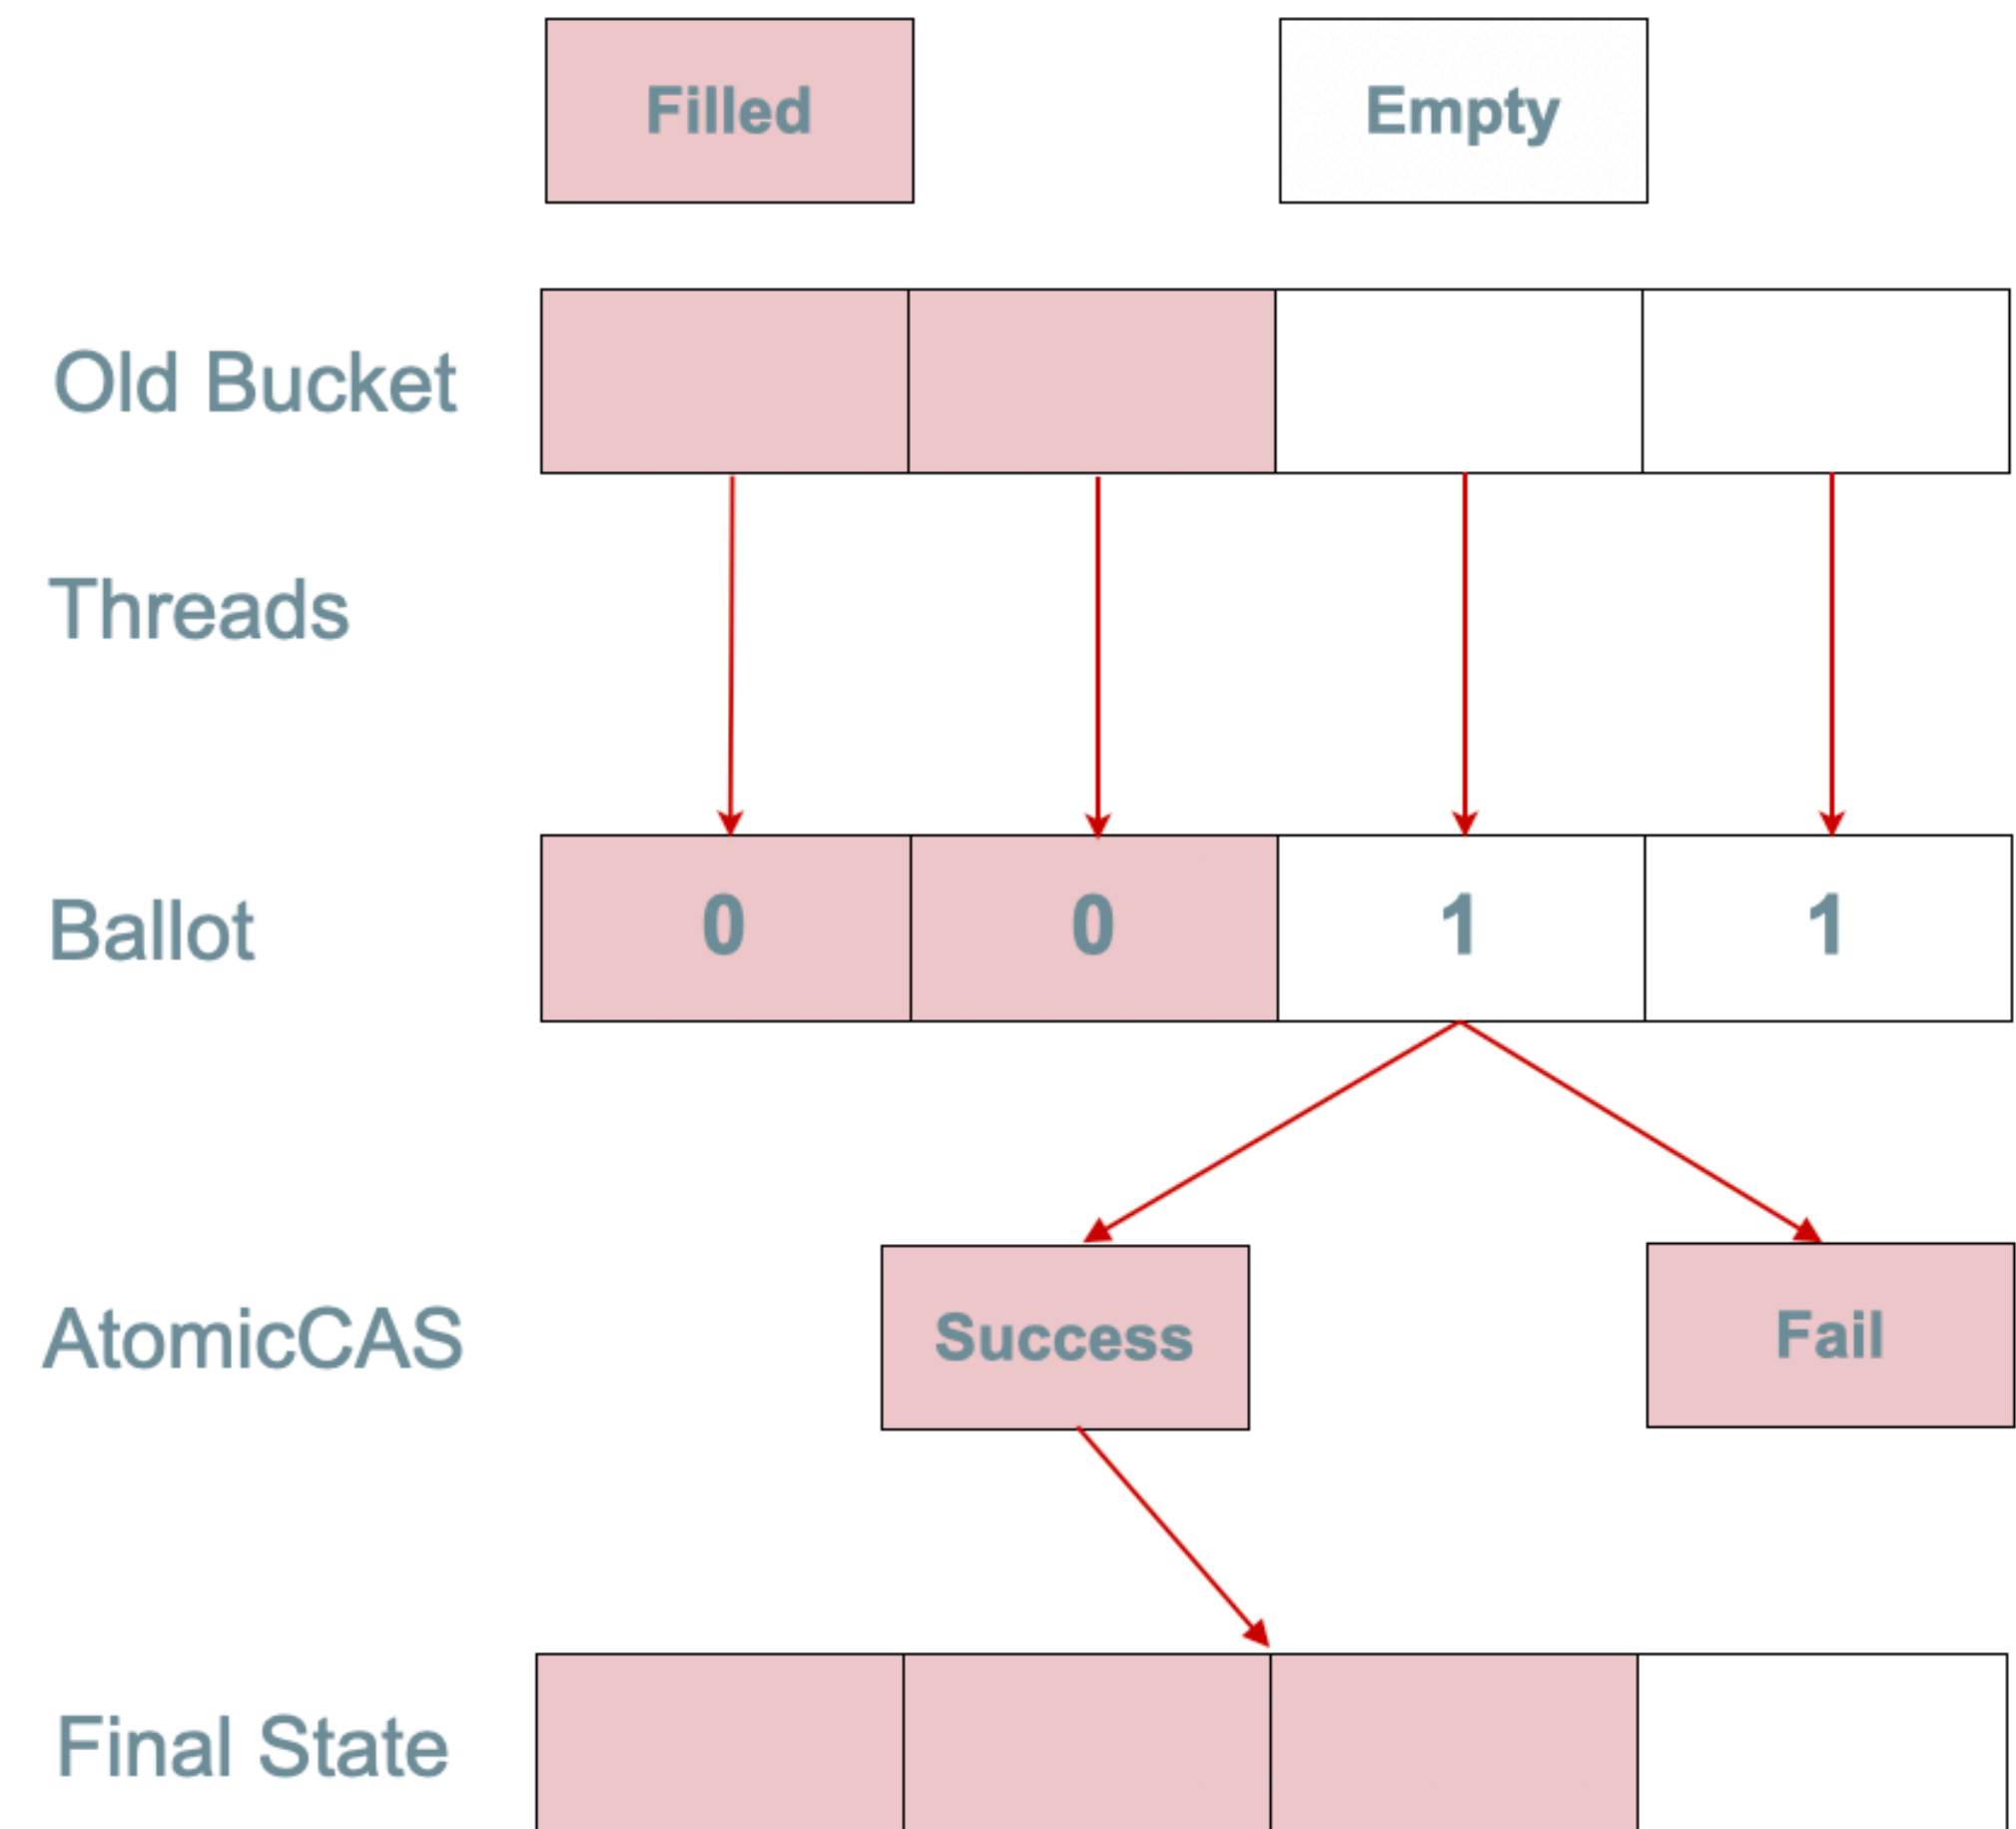 Filled Empty
Old Bucket
Threads
Ballot 0 0 1 1
AtomicCAS Success Fail
Final State